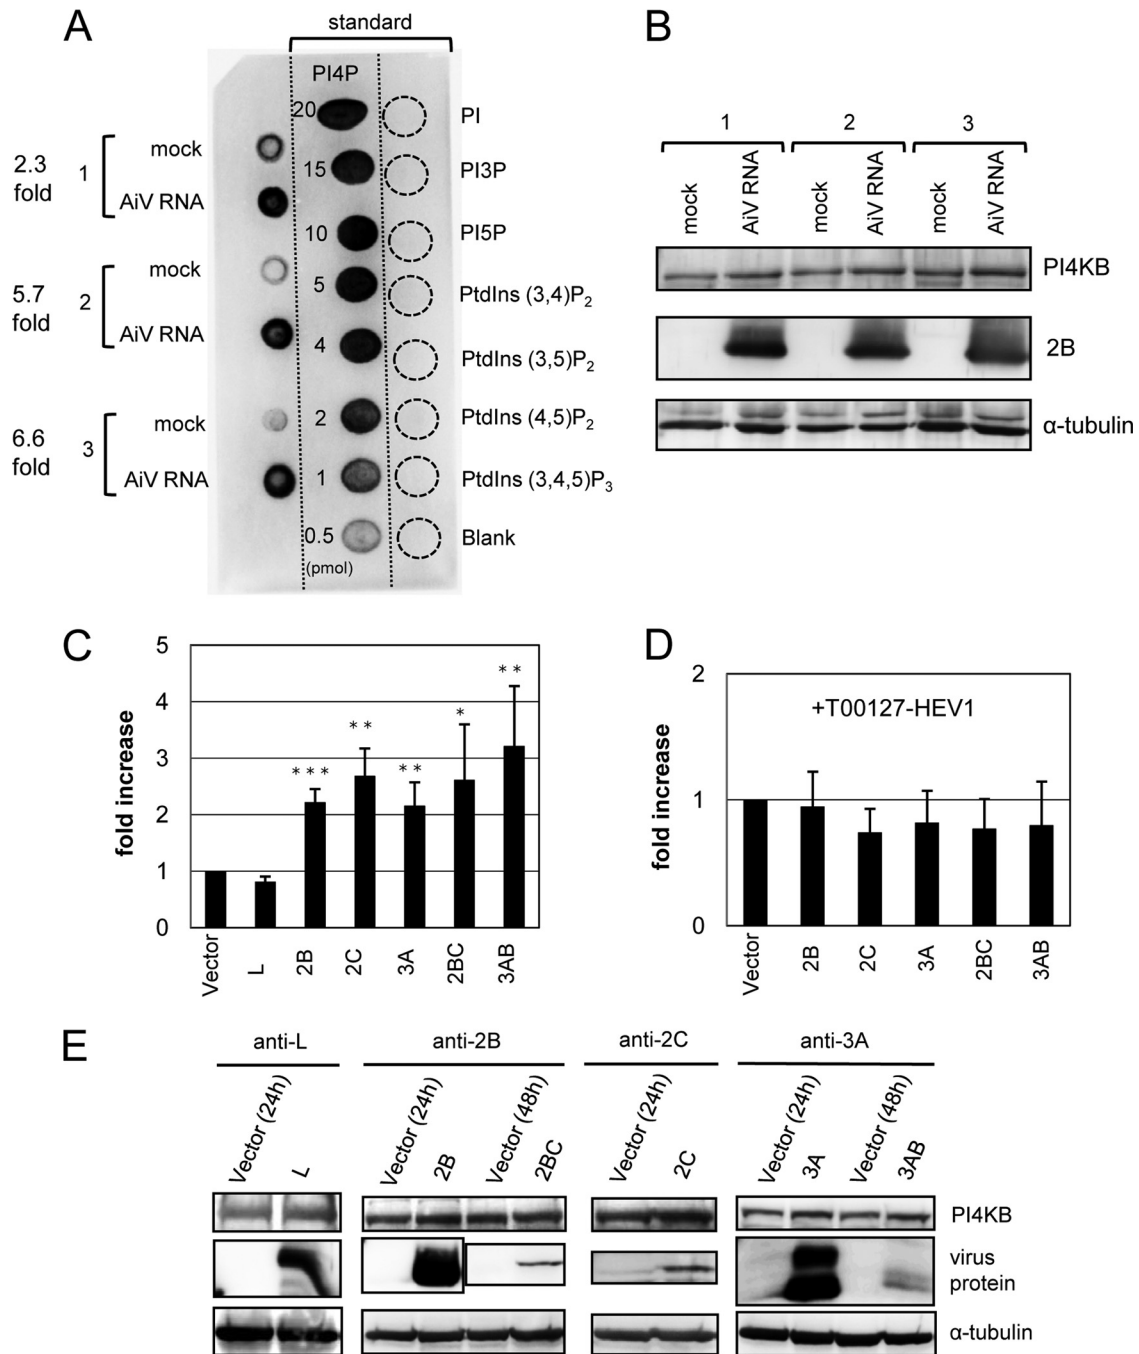 A
standard
PI4P
20
PI
mock
2.3
fold
1
15
PI3P
AiV RNA
10
PI5P
mock
5.7
fold
2
5
PtdIns (3,4)P₂
AiV RNA
4
PtdIns (3,5)P₂
mock
6.6
fold
3
2
PtdIns (4,5)P₂
AiV RNA
1
PtdIns (3,4,5)P₃
0.5
Blank
(pmol)
B
1 2 3
mock AiV RNA mock AiV RNA mock AiV RNA
PI4KB
2B
α-tubulin
C
fold increase
5
4
3
2
1
0
*** ** ** * **
Vector L 2B 2C 3A 2BC 3AB
D
fold increase
2
1
0
+T00127-HEV1
Vector 2B 2C 3A 2BC 3AB
E
anti-L anti-2B anti-2C anti-3A
Vector (24h) L Vector (24h) 2B Vector (48h) 2BC Vector (24h) 2C Vector (24h) 3A Vector (48h) 3AB
PI4KB
virus
protein
α-tubulin